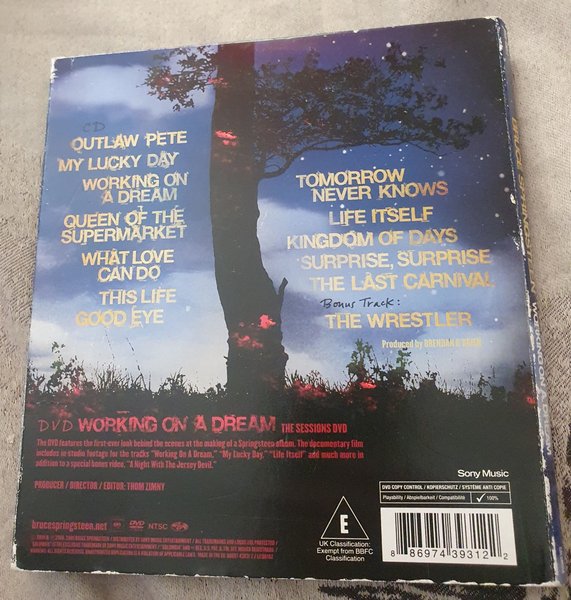 CD
OUTLAW PETE
MY LUCKY DAY
WORKING ON
A DREAM
QUEEN OF THE
SUPERMARKET
WHAT LOVE
CAN DO
THIS LIFE
GOOD EYE
TOMORROW
NEVER KNOWS
LIFE ITSELF
KINGDOM OF DAYS
SURPRISE, SURPRISE
THE LAST CARNIVAL
Bonus Track:
THE WRESTLER
Produced by BRENDAN O'BRIEN
DVD WORKING ON A DREAM THE SESSIONS DVD
The DVD features the first-ever look behind the scenes at the making of a Springsteen album. The documentary film
includes in-studio footage for the tracks "Working On A Dream," "My Lucky Day," "Life Itself" and much more in
addition to a special bonus video, "A Night With The Jersey Devil."
PRODUCER / DIRECTOR / EDITOR: THOM ZIMNY
Sony Music
DVD COPY CONTROL / KOPIERSCHUTZ / SYSTÈME ANTI COPIE
Playability / Abspielbarkeit / Compatibilité ✓ 100%
brucespringsteen.net DVD NTSC
E
UK Classification:
Exempt from BBFC
Classification
8 86974 39312 2